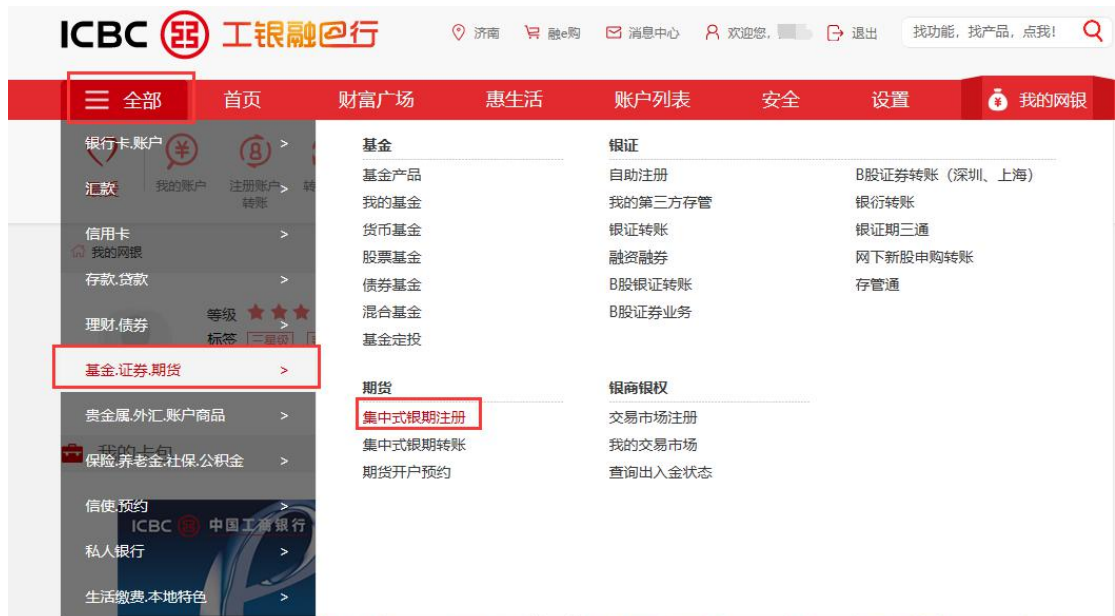 ICBC 工银融e行 济南 融e购 消息中心 欢迎您, 退出 找功能, 找产品, 点我!
全部 首页 财富广场 惠生活 账户列表 安全 设置 我的网银
银行卡.账户 >
汇款 >
信用卡 >
存款.贷款 >
理财.债券 >
基金.证券.期货 >
贵金属.外汇.账户商品 >
保险.养老金.社保.公积金 >
信使.预约 >
私人银行 >
生活缴费.本地特色 >
我的账户
注册账户
转账
我的网银
等级
标签 三星级
我的卡包
ICBC 中国工商银行
基金
基金产品
我的基金
货币基金
股票基金
债券基金
混合基金
基金定投
银证
自助注册
我的第三方存管
银证转账
融资融券
B股银证转账
B股证券业务
B股证券转账（深圳、上海）
银衍转账
银证期三通
网下新股申购转账
存管通
期货
集中式银期注册
集中式银期转账
期货开户预约
银商银权
交易市场注册
我的交易市场
查询出入金状态